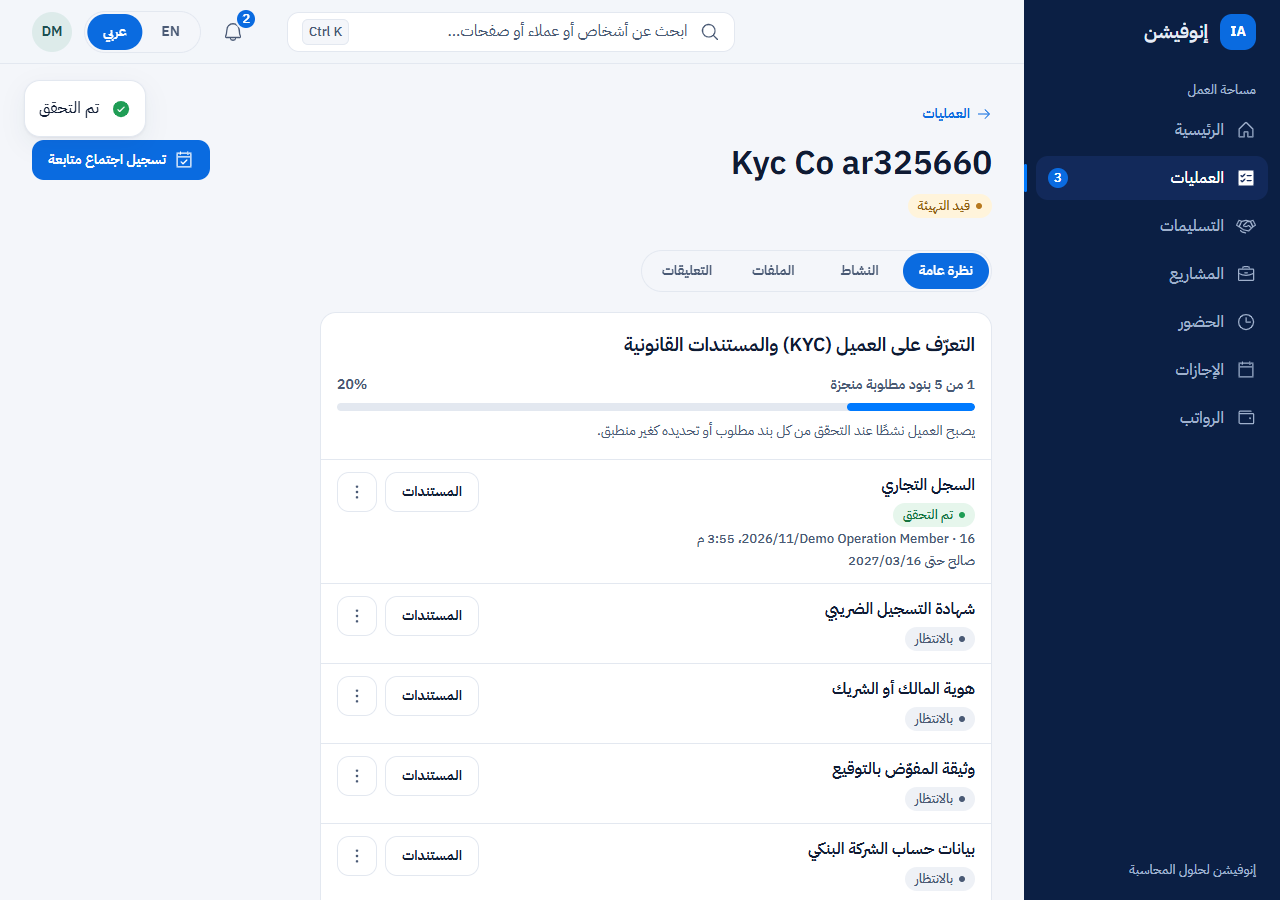 IA
إنوفيشن
مساحة العمل
الرئيسية
العمليات
3
التسليمات
المشاريع
الحضور
الإجازات
الرواتب
إنوفيشن لحلول المحاسبة
ابحث عن أشخاص أو عملاء أو صفحات...
Ctrl K
2
EN
عربي
DM
تم التحقق
العمليات
Kyc Co ar325660
قيد التهيئة
تسجيل اجتماع متابعة
نظرة عامة
النشاط
الملفات
التعليقات
التعرّف على العميل (KYC) والمستندات القانونية
1 من 5 بنود مطلوبة منجزة
20%
يصبح العميل نشطًا عند التحقق من كل بند مطلوب أو تحديده كغير منطبق.
السجل التجاري
تم التحقق
Demo Operation Member · 16/11/2026، 3:55 م
صالح حتى 2027/03/16
المستندات
شهادة التسجيل الضريبي
بالانتظار
المستندات
هوية المالك أو الشريك
بالانتظار
المستندات
وثيقة المفوّض بالتوقيع
بالانتظار
المستندات
بيانات حساب الشركة البنكي
بالانتظار
المستندات